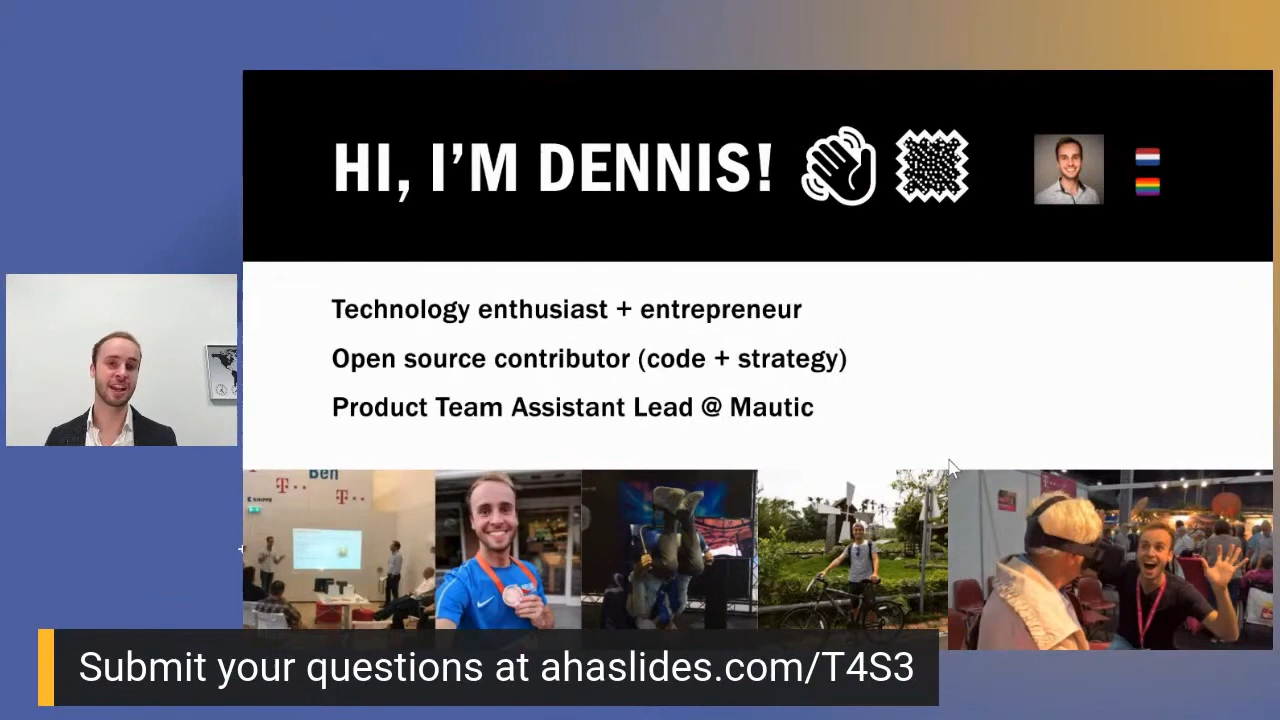 HI, I'M DENNIS!
Technology enthusiast + entrepreneur
Open source contributor (code + strategy)
Product Team Assistant Lead @ Mautic
Ben
T
T
T
Submit your questions at ahaslides.com/T4S3